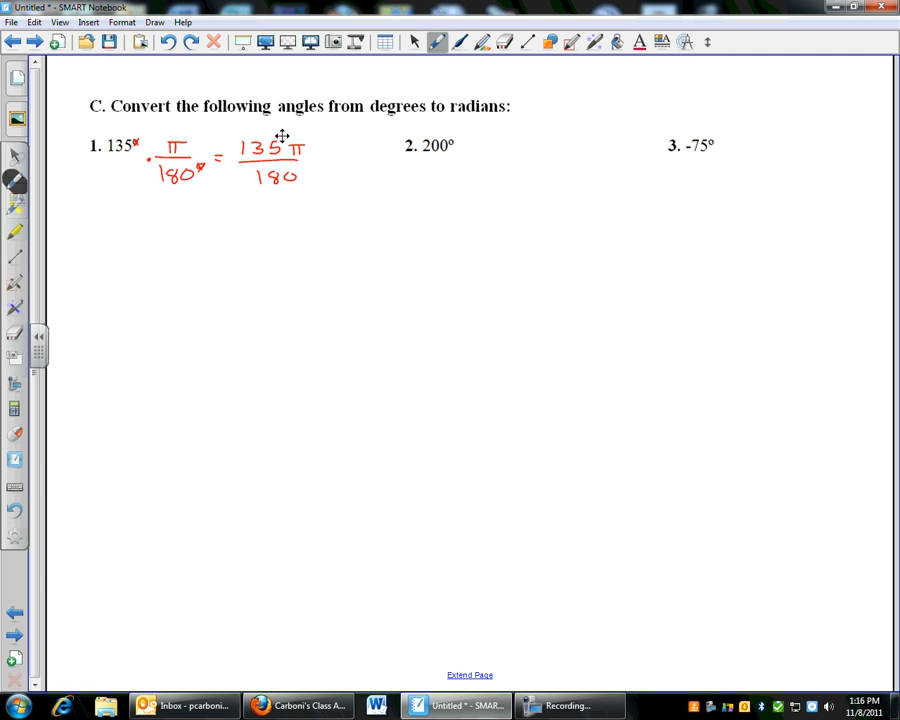 Untitled * - SMART Notebook
File Edit View Insert Format Draw Help
C. Convert the following angles from degrees to radians:
1. 135° · π/180° = 135π/180
2. 200º
3. -75º
Extend Page
Inbox - pcarboni... Carboni's Class A... Untitled * - SMAR... Recording...
1:16 PM
11/8/2011